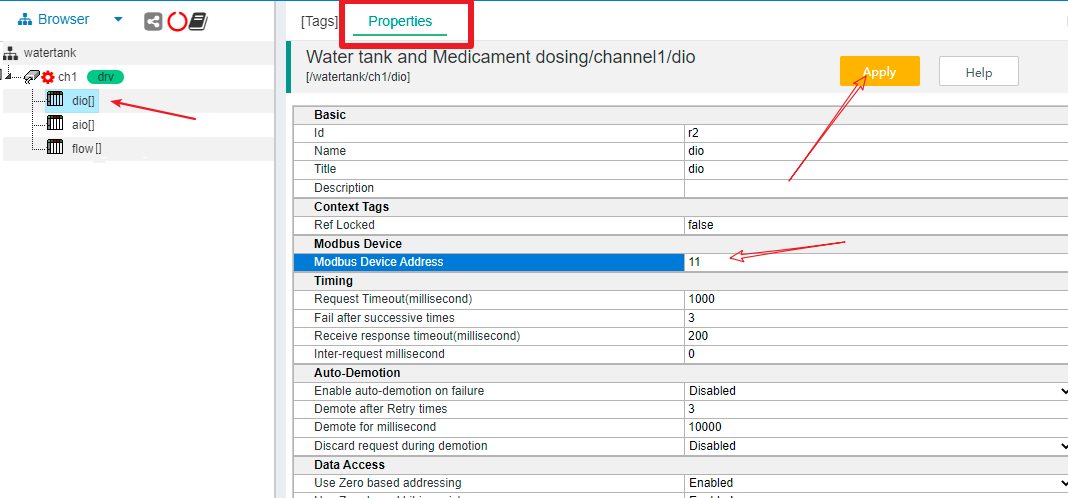 Browser
[Tags] Properties
watertank
ch1 drv
dio[]
aio[]
flow []
Water tank and Medicament dosing/channel1/dio
[/watertank/ch1/dio]
Apply
Help
Basic
Id r2
Name dio
Title dio
Description
Context Tags
Ref Locked false
Modbus Device
Modbus Device Address 11
Timing
Request Timeout(millisecond) 1000
Fail after successive times 3
Receive response timeout(millisecond) 200
Inter-request millisecond 0
Auto-Demotion
Enable auto-demotion on failure Disabled
Demote after Retry times 3
Demote for millisecond 10000
Discard request during demotion Disabled
Data Access
Use Zero based addressing Enabled